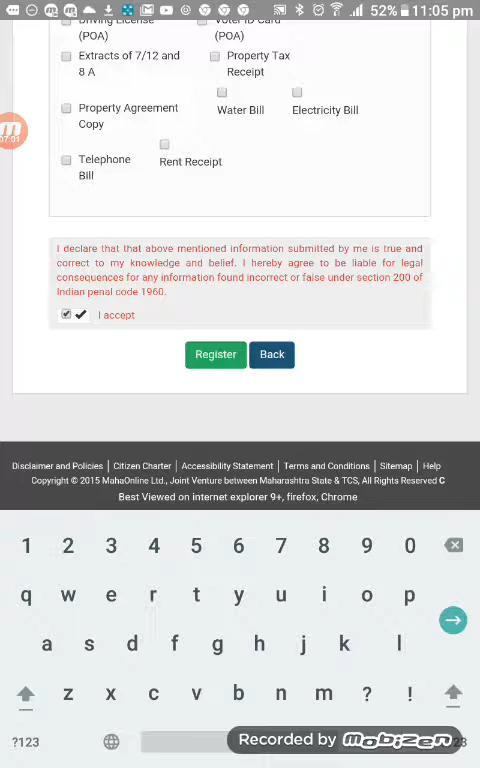 52% 11:05 pm
Driving License Voter ID Card
(POA) (POA)
Extracts of 7/12 and Property Tax
8 A Receipt
Property Agreement Water Bill Electricity Bill
Copy
Telephone Rent Receipt
Bill
I declare that that above mentioned information submitted by me is true and
correct to my knowledge and belief. I hereby agree to be liable for legal
consequences for any information found incorrect or false under section 200 of
Indian penal code 1960.
I accept
Register Back
Disclaimer and Policies | Citizen Charter | Accessibility Statement | Terms and Conditions | Sitemap | Help
Copyright © 2015 MahaOnline Ltd., Joint Venture between Maharashtra State & TCS, All Rights Reserved C
Best Viewed on internet explorer 9+, firefox, Chrome
1 2 3 4 5 6 7 8 9 0
q w e r t y u i o p
a s d f g h j k l
z x c v b n m ? !
?123
Recorded by Mobizen